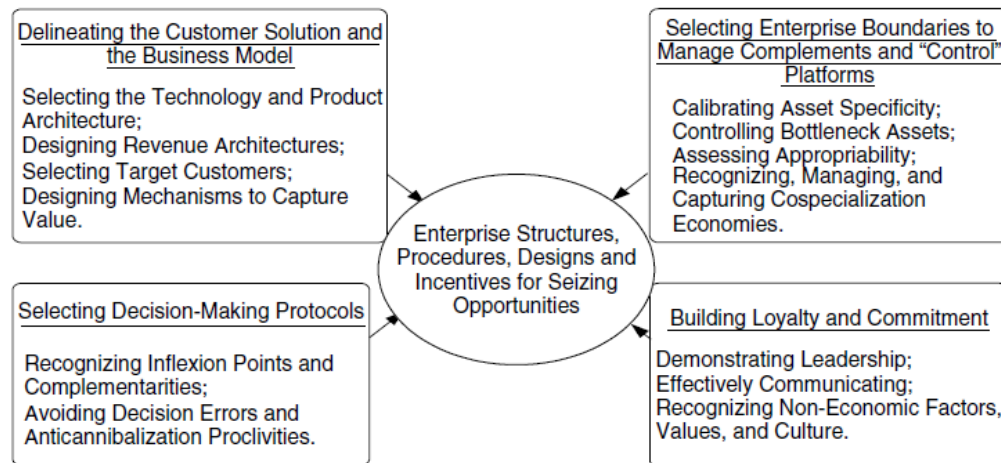 Delineating the Customer Solution and
the Business Model
Selecting the Technology and Product
Architecture;
Designing Revenue Architectures;
Selecting Target Customers;
Designing Mechanisms to Capture
Value.
Selecting Enterprise Boundaries to
Manage Complements and “Control”
Platforms
Calibrating Asset Specificity;
Controlling Bottleneck Assets;
Assessing Appropriability;
Recognizing, Managing, and
Capturing Cospecialization
Economies.
Enterprise Structures,
Procedures, Designs and
Incentives for Seizing
Opportunities
Selecting Decision-Making Protocols
Recognizing Inflexion Points and
Complementarities;
Avoiding Decision Errors and
Anticannibalization Proclivities.
Building Loyalty and Commitment
Demonstrating Leadership;
Effectively Communicating;
Recognizing Non-Economic Factors,
Values, and Culture.